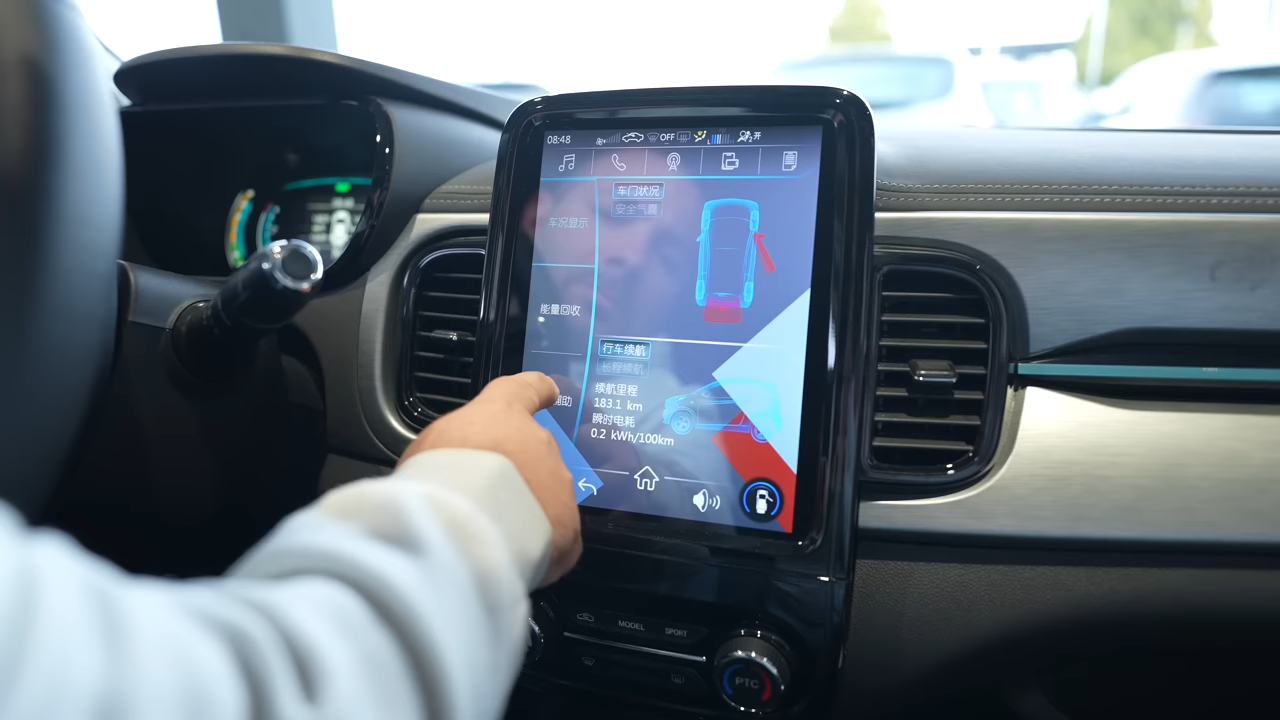 08:48
OFF
2 开
车门状况
安全气囊
车况显示
能量回收
行车续航
长程续航
辅助
续航里程
183.1 km
瞬时电耗
0.2 kWh/100km
MODEL SPORT
PTC